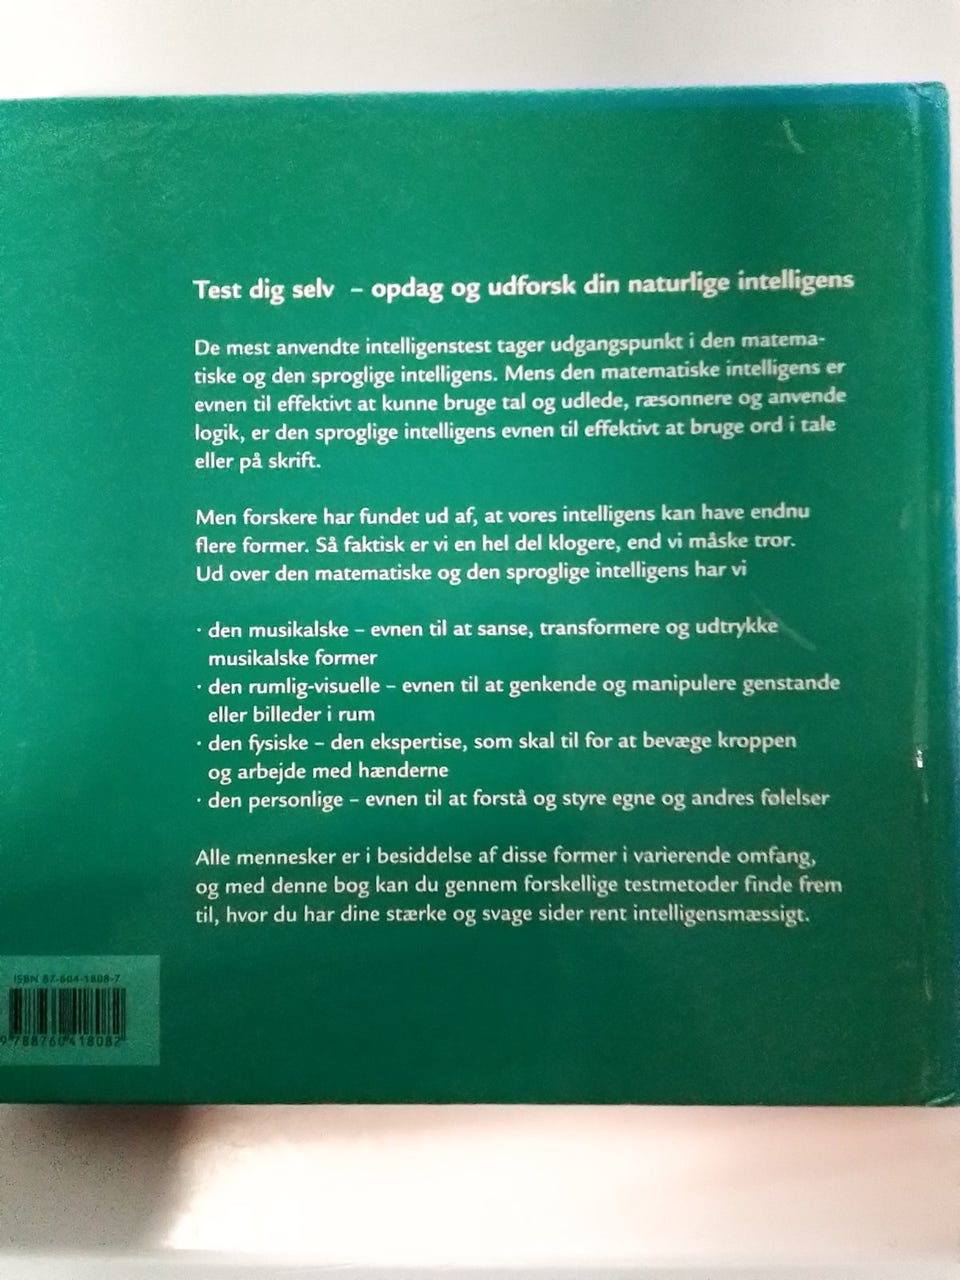 Test dig selv – opdag og udforsk din naturlige intelligens
De mest anvendte intelligenstest tager udgangspunkt i den matema-
tiske og den sproglige intelligens. Mens den matematiske intelligens er
evnen til effektivt at kunne bruge tal og udlede, ræsonnere og anvende
logik, er den sproglige intelligens evnen til effektivt at bruge ord i tale
eller på skrift.
Men forskere har fundet ud af, at vores intelligens kan have endnu
flere former. Så faktisk er vi en hel del klogere, end vi måske tror.
Ud over den matematiske og den sproglige intelligens har vi
· den musikalske – evnen til at sanse, transformere og udtrykke
musikalske former
· den rumlig-visuelle – evnen til at genkende og manipulere genstande
eller billeder i rum
· den fysiske – den ekspertise, som skal til for at bevæge kroppen
og arbejde med hænderne
· den personlige – evnen til at forstå og styre egne og andres følelser
Alle mennesker er i besiddelse af disse former i varierende omfang,
og med denne bog kan du gennem forskellige testmetoder finde frem
til, hvor du har dine stærke og svage sider rent intelligensmæssigt.
ISBN 87-604-1808-7
9 788760 418082